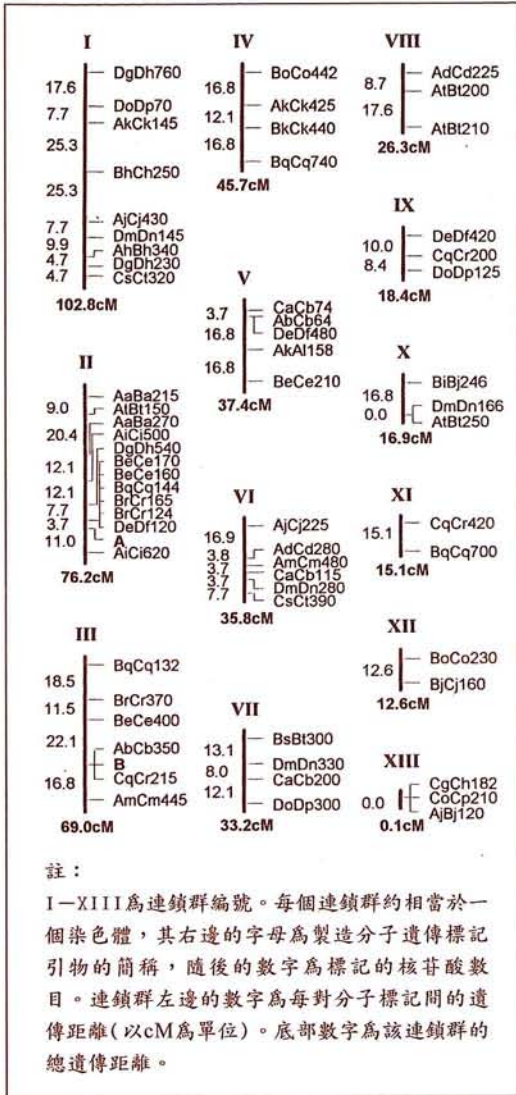 I
17.6
7.7
25.3
25.3
7.7
9.9
4.7
4.7
DgDh760
DoDp70
AkCk145
BhCh250
AjCj430
DmDn145
AhBh340
DgDh230
CsCt320
102.8cM
II
9.0
20.4
12.1
12.1
7.7
3.7
11.0
AaBa215
AtBt150
AaBa270
AiCi500
DgDh540
BeCe170
BeCe160
BqCq144
BrCr165
BrCr124
DeDf120
A
AiCi620
76.2cM
III
18.5
11.5
22.1
16.8
BqCq132
BrCr370
BeCe400
AbCb350
B
CqCr215
AmCm445
69.0cM
IV
16.8
12.1
16.8
BoCo442
AkCk425
BkCk440
BqCq740
45.7cM
V
3.7
16.8
16.8
CaCb74
AbCb64
DeDf480
AkAl158
BeCe210
37.4cM
VI
16.9
3.8
3.7
3.7
7.7
AjCj225
AdCd280
AmCm480
CaCb115
DmDn280
CsCt390
35.8cM
VII
13.1
8.0
12.1
BsBt300
DmDn330
CaCb200
DoDp300
33.2cM
VIII
8.7
17.6
AdCd225
AtBt200
AtBt210
26.3cM
IX
10.0
8.4
DeDf420
CqCr200
DoDp125
18.4cM
X
16.8
0.0
BiBj246
DmDn166
AtBt250
16.9cM
XI
15.1
CqCr420
BqCq700
15.1cM
XII
12.6
BoCo230
BjCj160
12.6cM
XIII
0.0
CgCh182
CoCp210
AjBj120
0.1cM
註：
I－XIII爲連鎖群編號。每個連鎖群約相當於一
個染色體，其右邊的字母爲製造分子遺傳標記
引物的簡稱，隨後的數字爲標記的核苷酸數
目。連鎖群左邊的數字爲每對分子標記間的遺
傳距離(以cM爲單位)。底部數字爲該連鎖群的
總遺傳距離。